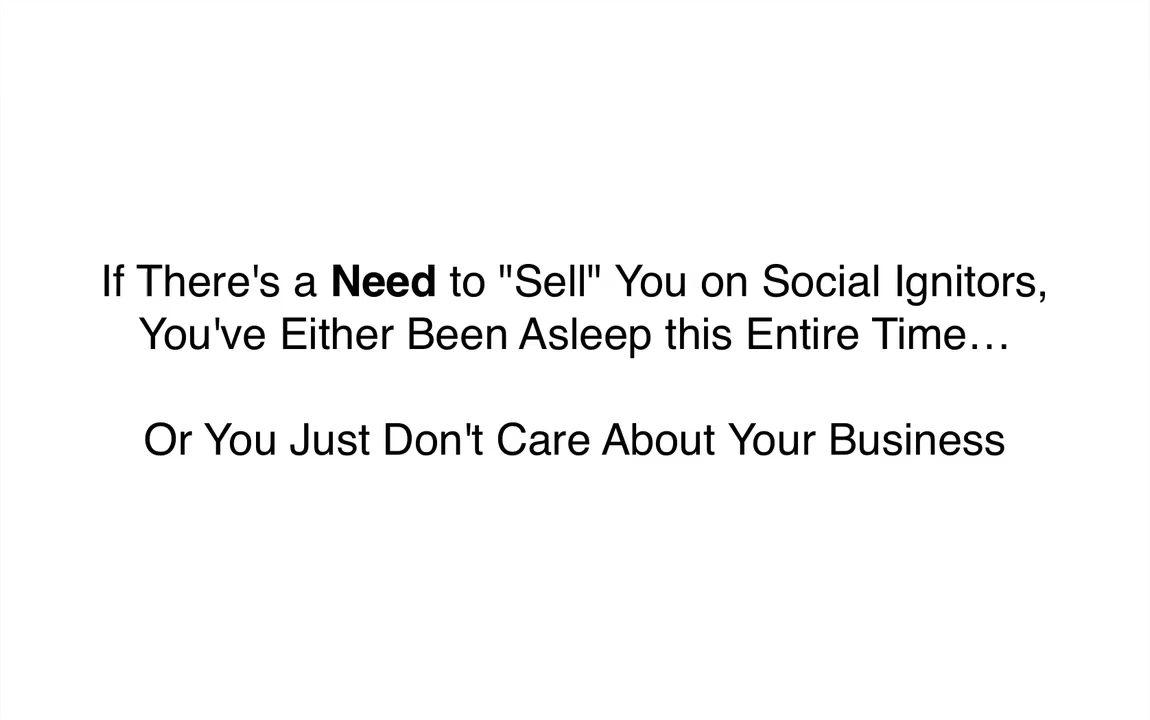 If There's a Need to "Sell" You on Social Ignitors,
You've Either Been Asleep this Entire Time…
Or You Just Don't Care About Your Business